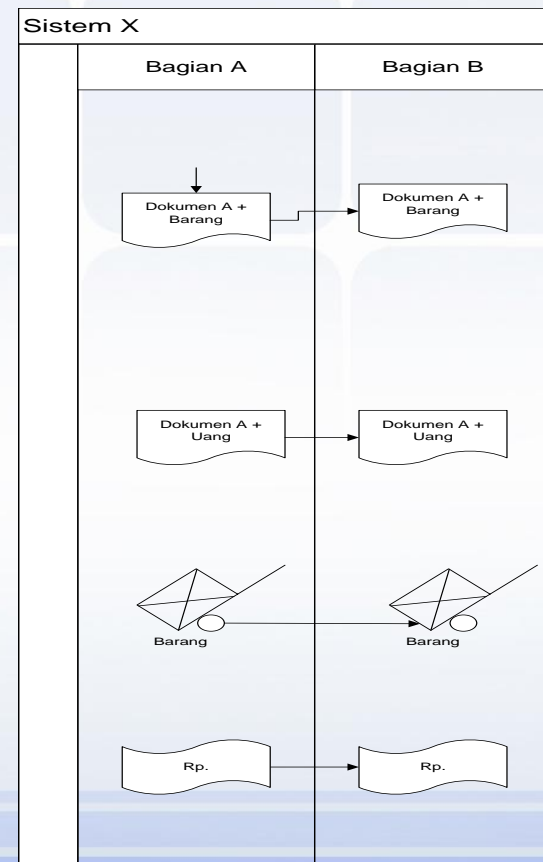 Sistem X
Bagian A
Bagian B
Dokumen A +
Barang
Dokumen A +
Barang
Dokumen A +
Uang
Dokumen A +
Uang
Barang
Barang
Rp.
Rp.